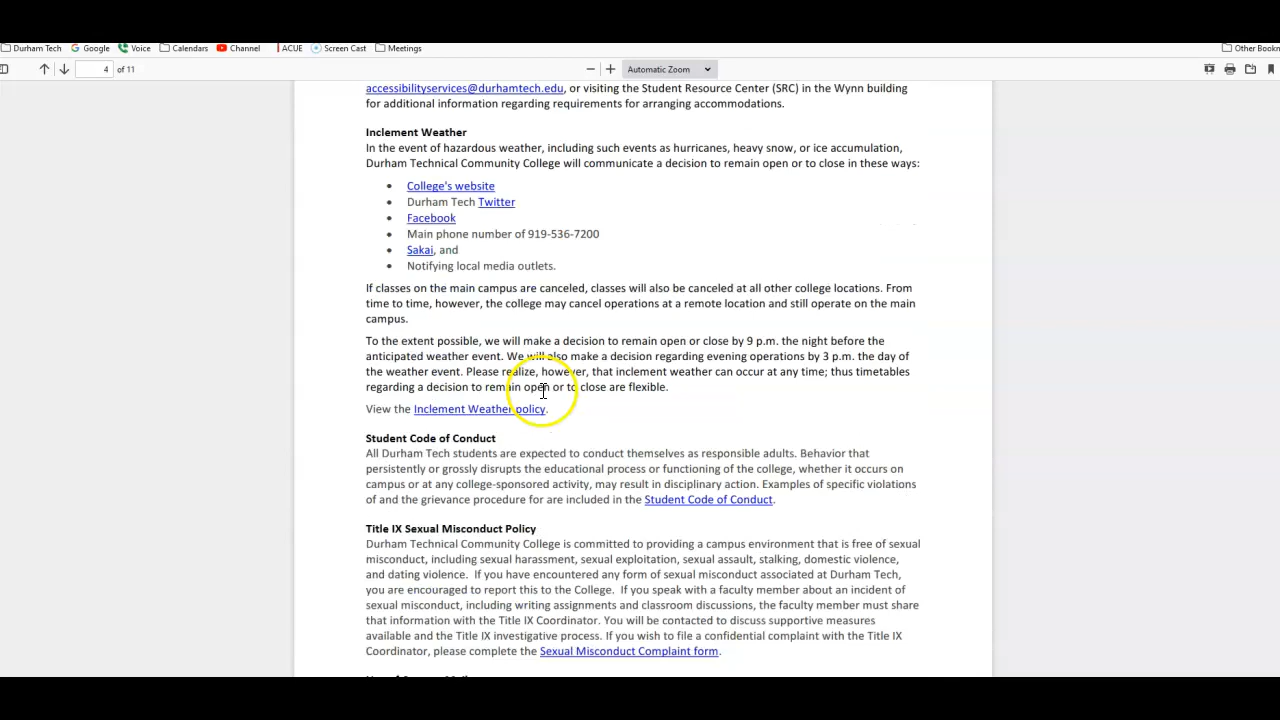 Durham Tech Google Voice Calendars Channel ACUE Screen Cast Meetings Other
4 of 11 Automatic Zoom
accessibilityservices@durhamtech.edu, or visiting the Student Resource Center (SRC) in the Wynn building
for additional information regarding requirements for arranging accommodations.
Inclement Weather
In the event of hazardous weather, including such events as hurricanes, heavy snow, or ice accumulation,
Durham Technical Community College will communicate a decision to remain open or to close in these ways:
• College's website
• Durham Tech Twitter
• Facebook
• Main phone number of 919-536-7200
• Sakai, and
• Notifying local media outlets.
If classes on the main campus are canceled, classes will also be canceled at all other college locations. From
time to time, however, the college may cancel operations at a remote location and still operate on the main
campus.
To the extent possible, we will make a decision to remain open or close by 9 p.m. the night before the
anticipated weather event. We will also make a decision regarding evening operations by 3 p.m. the day of
the weather event. Please realize, however, that inclement weather can occur at any time; thus timetables
regarding a decision to remain open or to close are flexible.
View the Inclement Weather policy.
Student Code of Conduct
All Durham Tech students are expected to conduct themselves as responsible adults. Behavior that
persistently or grossly disrupts the educational process or functioning of the college, whether it occurs on
campus or at any college-sponsored activity, may result in disciplinary action. Examples of specific violations
of and the grievance procedure for are included in the Student Code of Conduct.
Title IX Sexual Misconduct Policy
Durham Technical Community College is committed to providing a campus environment that is free of sexual
misconduct, including sexual harassment, sexual exploitation, sexual assault, stalking, domestic violence,
and dating violence. If you have encountered any form of sexual misconduct associated at Durham Tech,
you are encouraged to report this to the College. If you speak with a faculty member about an incident of
sexual misconduct, including writing assignments and classroom discussions, the faculty member must share
that information with the Title IX Coordinator. You will be contacted to discuss supportive measures
available and the Title IX investigative process. If you wish to file a confidential complaint with the Title IX
Coordinator, please complete the Sexual Misconduct Complaint form.